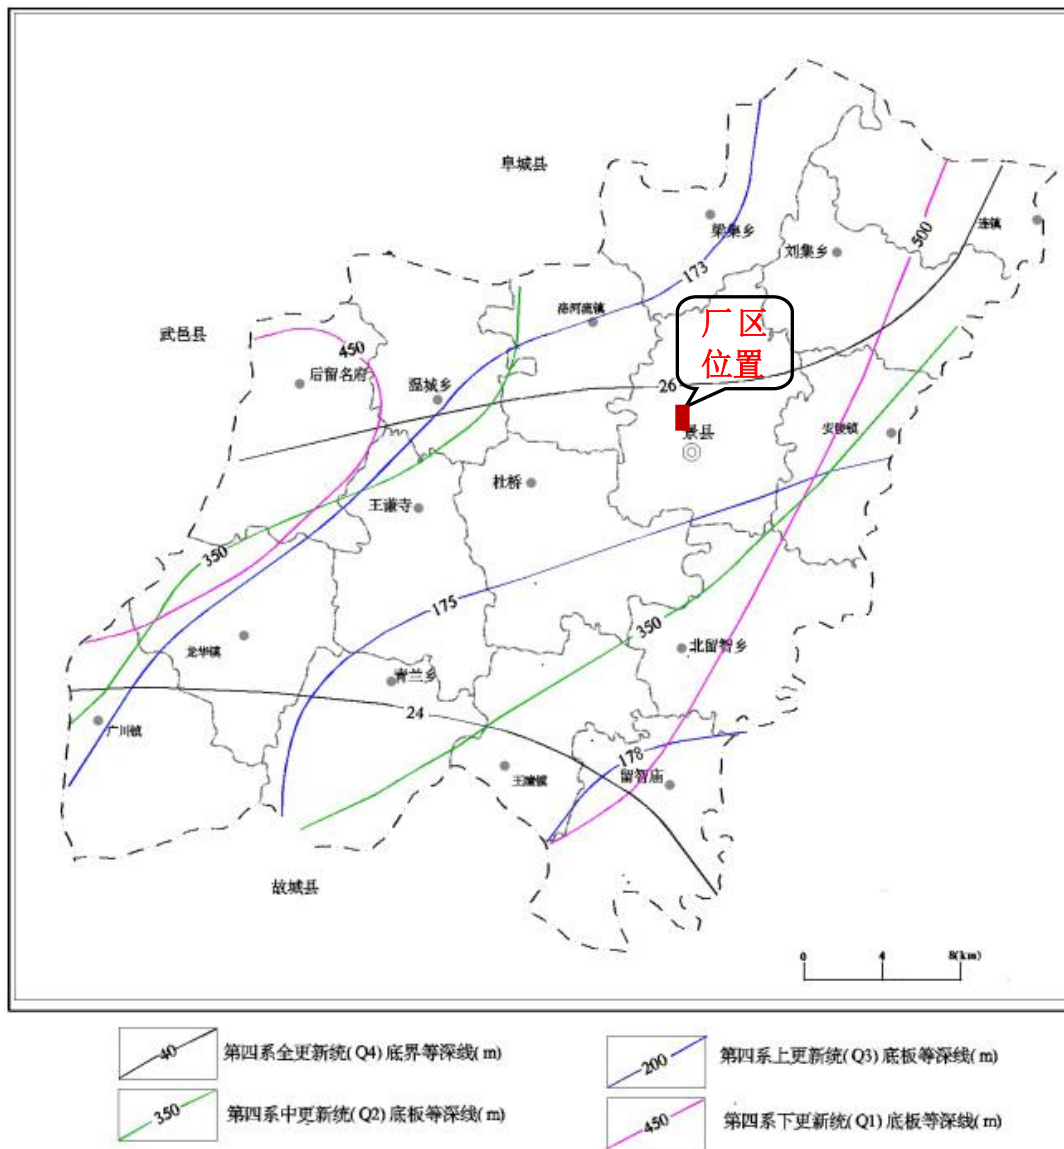 阜城县
梁集乡
刘集乡
连镇
500
173
洚河流镇
厂区
位置
武邑县
450
后留名府
温城乡
26
景县
安陵镇
杜桥
王谦寺
350
175
350
北留智乡
龙华镇
青兰乡
24
广川镇
178
王瞳镇
留智庙
故城县
0 4 8(km)
40 第四系全更新统(Q4)底界等深线(m)
200 第四系上更新统(Q3)底板等深线(m)
350 第四系中更新统(Q2)底板等深线(m)
450 第四系下更新统(Q1)底板等深线(m)